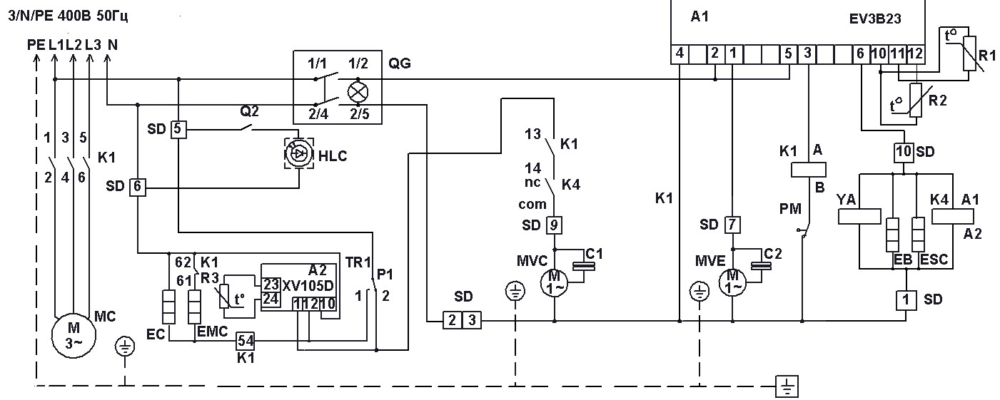 3/N/PE 400В 50Гц
PE L1 L2 L3 N
A1 EV3B23
4 2 1 5 3 6 10 11 12
t° R1
t° R2
1/1 1/2 QG
2/4 2/5
Q2
SD 5
HLC
SD 6
1 3 5
K1
2 4 6
13 K1
14
nc K4
com
SD 9
K1
K1 A
B
PM
SD 7
10 SD
YA K4 A1
A2
EB ESC
MVC C1
M
1~
MVE C2
M
1~
1 SD
62 K1
61 R3
t°
A2
23 XV105D
24
11 12 10
TR1
P1
1 2
SD
2 3
MC
M
3~
EC EMC
54
K1